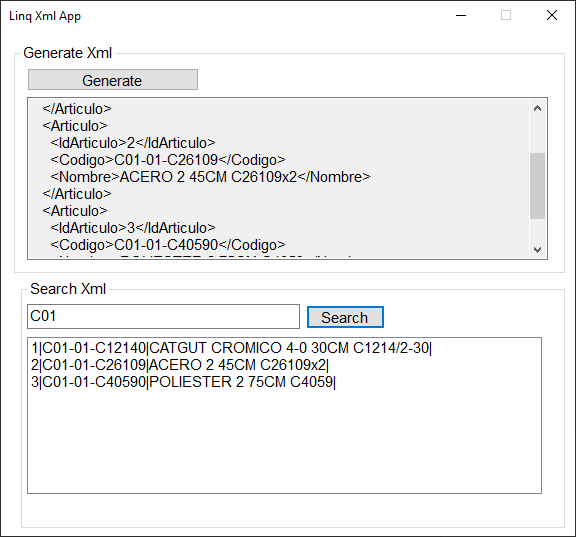 Linq Xml App
Generate Xml
Generate
</Articulo>
<Articulo>
<IdArticulo>2</IdArticulo>
<Codigo>C01-01-C26109</Codigo>
<Nombre>ACERO 2 45CM C26109x2</Nombre>
</Articulo>
<Articulo>
<IdArticulo>3</IdArticulo>
<Codigo>C01-01-C40590</Codigo>
Search Xml
C01
Search
1|C01-01-C12140|CATGUT CROMICO 4-0 30CM C1214/2-30|
2|C01-01-C26109|ACERO 2 45CM C26109x2|
3|C01-01-C40590|POLIESTER 2 75CM C4059|